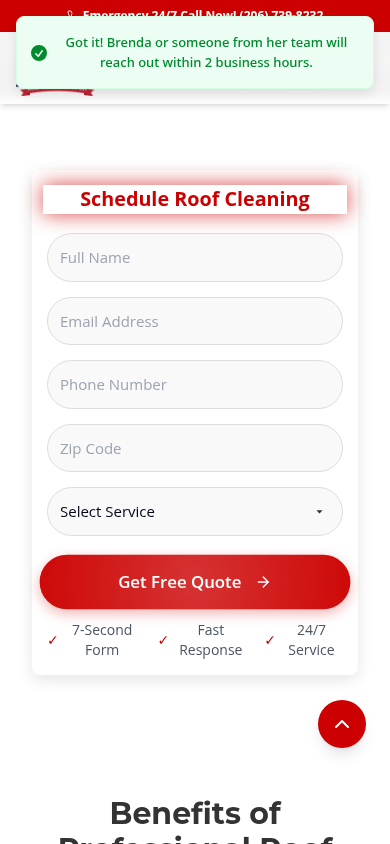 Emergency 24/7 Call Now! (206) 739-8232
Got it! Brenda or someone from her team will
reach out within 2 business hours.
Schedule Roof Cleaning
Full Name
Email Address
Phone Number
Zip Code
Select Service
Get Free Quote →
✓ 7-Second Form
✓ Fast Response
✓ 24/7 Service
Benefits of
Professional Roof